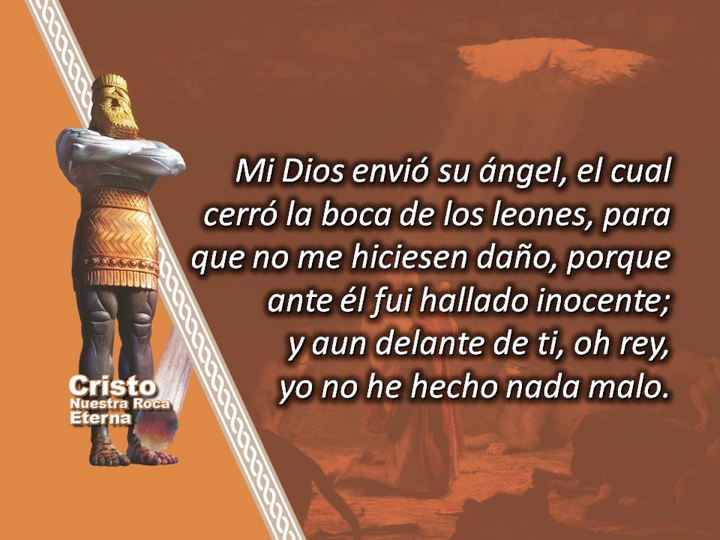 Mi Dios envió su ángel, el cual
cerró la boca de los leones, para
que no me hiciesen daño, porque
ante él fui hallado inocente;
y aun delante de ti, oh rey,
yo no he hecho nada malo.
Cristo
Nuestra Roca
Eterna